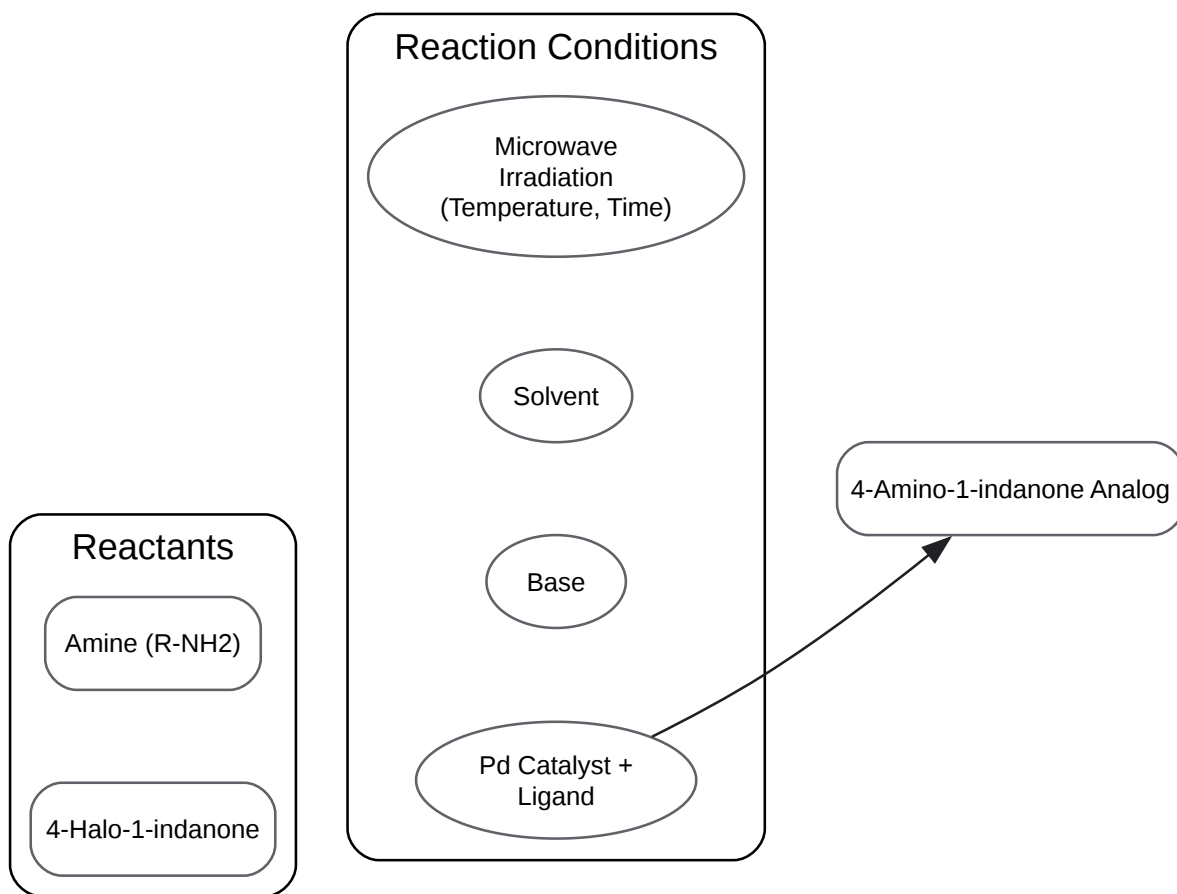 Reaction Conditions
Microwave
Irradiation
(Temperature, Time)
Solvent
4-Amino-1-indanone Analog
Reactants
Base
Amine (R-NH2)
Pd Catalyst +
Ligand
4-Halo-1-indanone